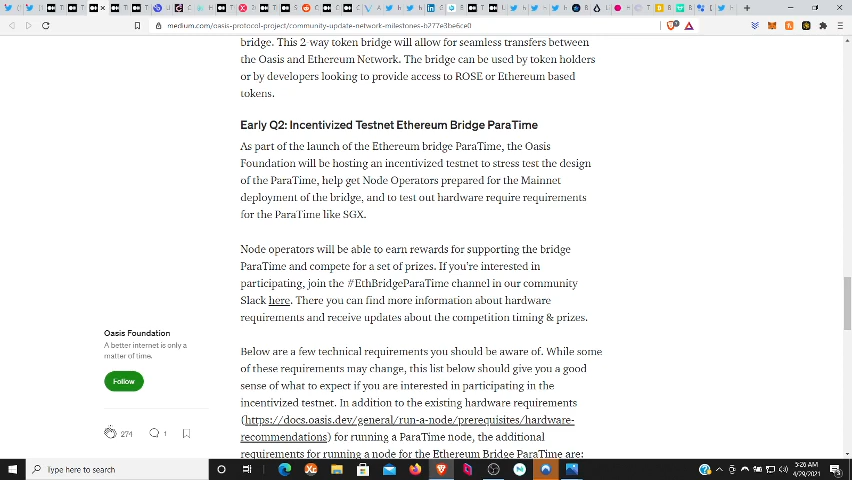 medium.com/oasis-protocol-project/community-update-network-milestones-b277e3be6ce0
bridge. This 2-way token bridge will allow for seamless transfers between
the Oasis and Ethereum Network. The bridge can be used by token holders
or by developers looking to provide access to ROSE or Ethereum based
tokens.
Early Q2: Incentivized Testnet Ethereum Bridge ParaTime
As part of the launch of the Ethereum bridge ParaTime, the Oasis
Foundation will be hosting an incentivized testnet to stress test the design
of the ParaTime, help get Node Operators prepared for the Mainnet
deployment of the bridge, and to test out hardware require requirements
for the ParaTime like SGX.
Node operators will be able to earn rewards for supporting the bridge
ParaTime and compete for a set of prizes. If you're interested in
participating, join the #EthBridgeParaTime channel in our community
Slack here. There you can find more information about hardware
requirements and receive updates about the competition timing & prizes.
Oasis Foundation
A better internet is only a
matter of time.
Follow
274
1
Below are a few technical requirements you should be aware of. While some
of these requirements may change, this list below should give you a good
sense of what to expect if you are interested in participating in the
incentivized testnet. In addition to the existing hardware requirements
(https://docs.oasis.dev/general/run-a-node/prerequisites/hardware-
recommendations) for running a ParaTime node, the additional
requirements for running a node for the Ethereum Bridge ParaTime are:
Type here to search
3:26 AM
4/29/2021